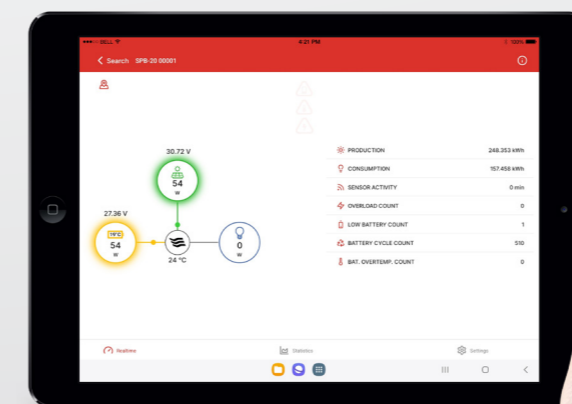 BELL
4:21 PM
100%
Search SPB-20 00001
30.72 V
54
W
27.36 V
54
W
24 °C
0
W
PRODUCTION 248.353 kWh
CONSUMPTION 157.458 kWh
SENSOR ACTIVITY 0 min
OVERLOAD COUNT 0
LOW BATTERY COUNT 1
BATTERY CYCLE COUNT 510
BAT. OVERTEMP. COUNT 0
Realtime
Statistics
Settings